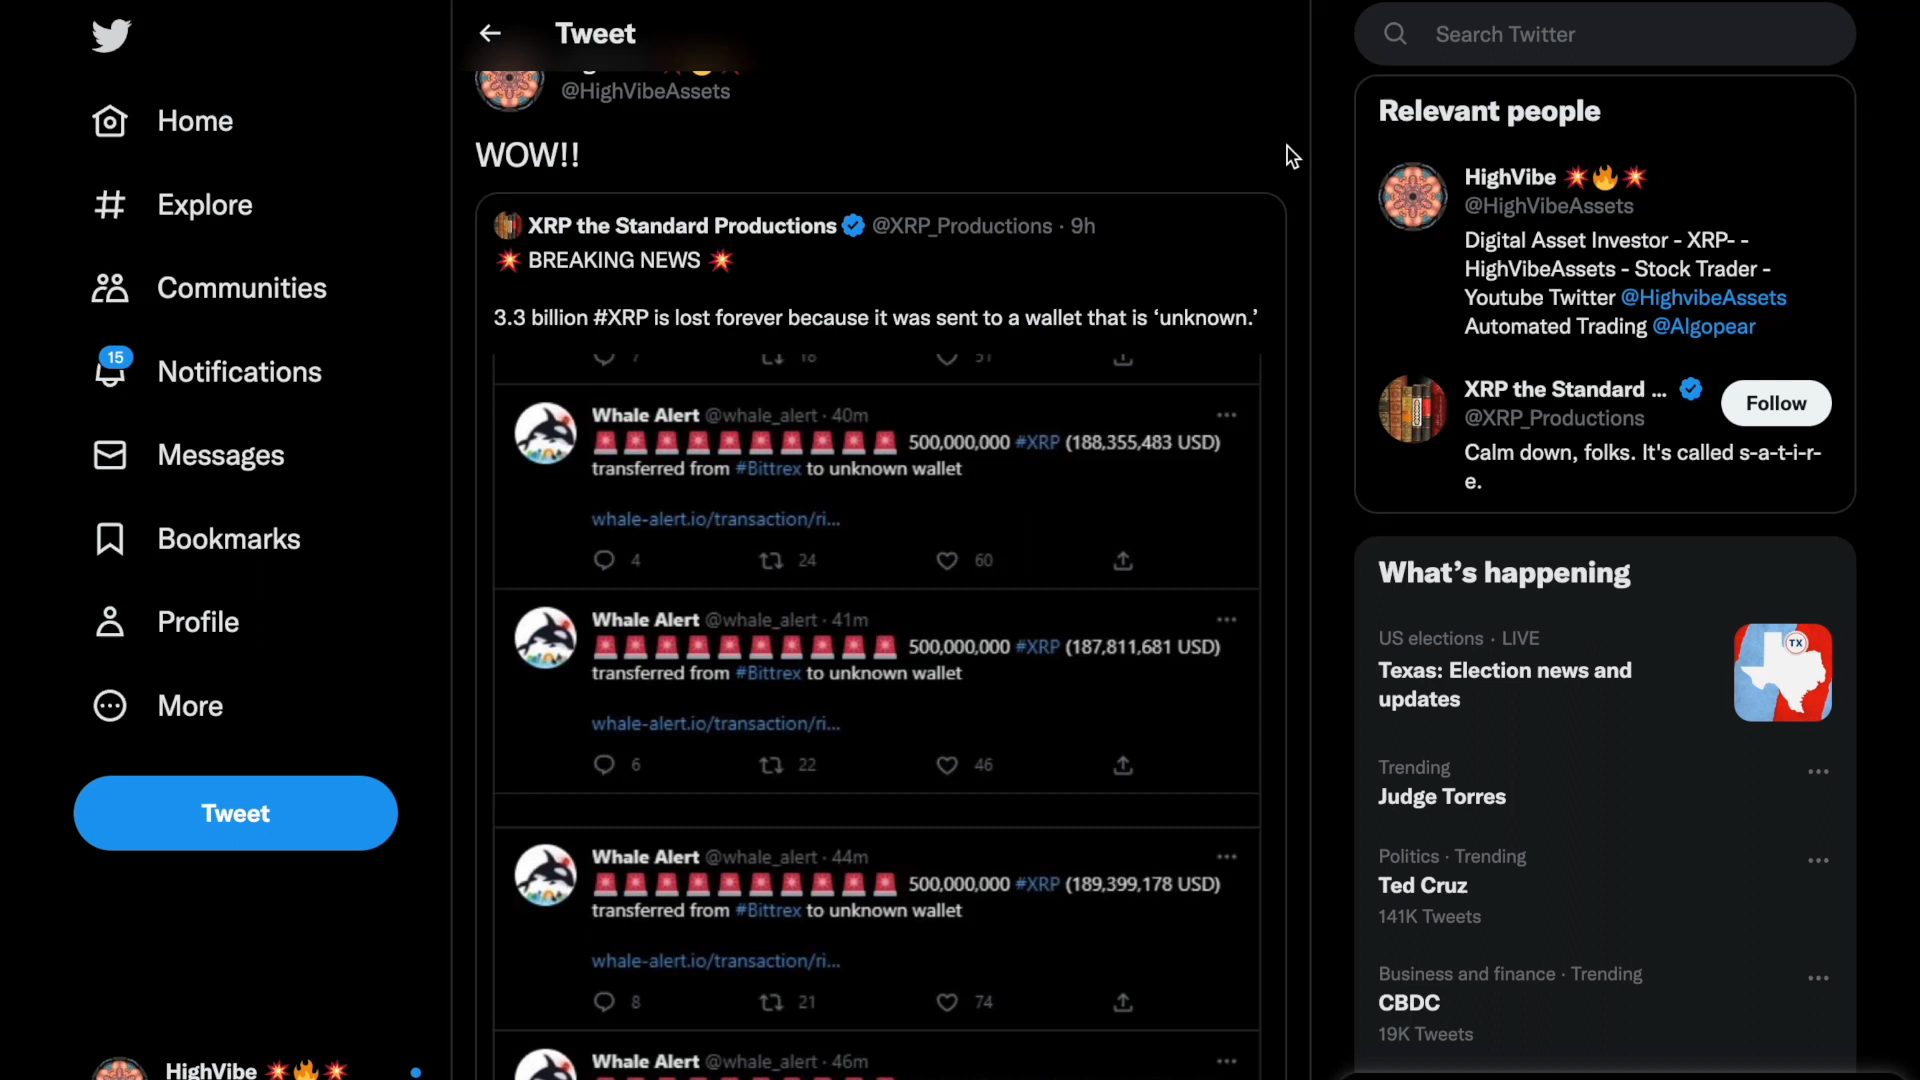 Home
Explore
Communities
15
Notifications
Messages
Bookmarks
Profile
More
Tweet
HighVibe 💥🔥💥
Tweet
@HighVibeAssets
WOW!!
XRP the Standard Productions @XRP_Productions · 9h
💥 BREAKING NEWS 💥
3.3 billion #XRP is lost forever because it was sent to a wallet that is ‘unknown.’
7 18 51
Whale Alert @whale_alert · 40m
🚨🚨🚨🚨🚨🚨🚨🚨🚨🚨 500,000,000 #XRP (188,355,483 USD)
transferred from #Bittrex to unknown wallet
whale-alert.io/transaction/ri...
4 24 60
Whale Alert @whale_alert · 41m
🚨🚨🚨🚨🚨🚨🚨🚨🚨🚨 500,000,000 #XRP (187,811,681 USD)
transferred from #Bittrex to unknown wallet
whale-alert.io/transaction/ri...
6 22 46
Whale Alert @whale_alert · 44m
🚨🚨🚨🚨🚨🚨🚨🚨🚨🚨 500,000,000 #XRP (189,399,178 USD)
transferred from #Bittrex to unknown wallet
whale-alert.io/transaction/ri...
8 21 74
Whale Alert @whale_alert · 46m
Search Twitter
Relevant people
HighVibe 💥🔥💥
@HighVibeAssets
Digital Asset Investor - XRP- -
HighVibeAssets - Stock Trader -
Youtube Twitter @HighvibeAssets
Automated Trading @Algopear
XRP the Standard ...
@XRP_Productions
Follow
Calm down, folks. It's called s-a-t-i-r-
e.
What’s happening
US elections · LIVE
Texas: Election news and
updates
TX
Trending
Judge Torres
Politics · Trending
Ted Cruz
141K Tweets
Business and finance · Trending
CBDC
19K Tweets